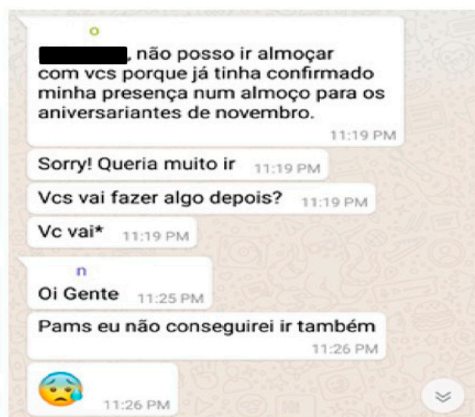 o
, não posso ir almoçar
com vcs porque já tinha confirmado
minha presença num almoço para os
aniversariantes de novembro.
11:19 PM
Sorry! Queria muito ir 11:19 PM
Vcs vai fazer algo depois? 11:19 PM
Vc vai* 11:19 PM
n
Oi Gente 11:25 PM
Pams eu não conseguirei ir também
11:26 PM
😰 11:26 PM